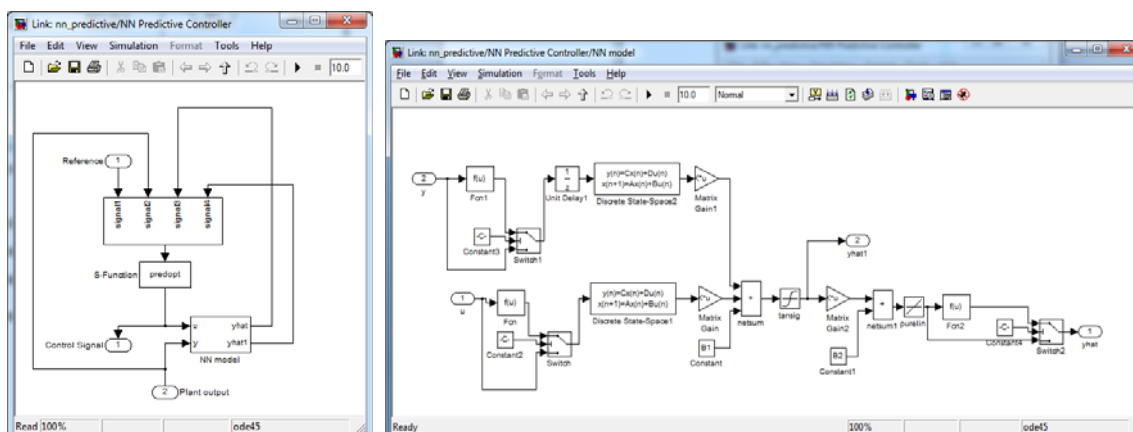 Link: nn_predictive/NN Predictive Controller
File Edit View Simulation Format Tools Help
10.0
Reference
1
signal1
signal2
signal3
signal4
S-Function
predopt
u
yhat
y
yhat1
NN model
Control Signal
1
2
Plant output
Read 100%
ode45
Link: nn_predictive/NN Predictive Controller/NN model
File Edit View Simulation Format Tools Help
10.0
Normal
2
y
f(u)
Fcn1
-C-
Constant3
Switch1
1
z
Unit Delay1
y(n)=Cx(n)+Du(n)
x(n+1)=Ax(n)+Bu(n)
Discrete State-Space2
Matrix
Gain1
2
yhat1
1
u
f(u)
Fcn
-C-
Constant2
Switch
y(n)=Cx(n)+Du(n)
x(n+1)=Ax(n)+Bu(n)
Discrete State-Space1
Matrix
Gain
B1
Constant
+
netsum
tansig
Matrix
Gain2
B2
Constant1
+
netsum1
purelin
f(u)
Fcn2
-C-
Constant4
Switch2
1
yhat
Ready
100%
ode45